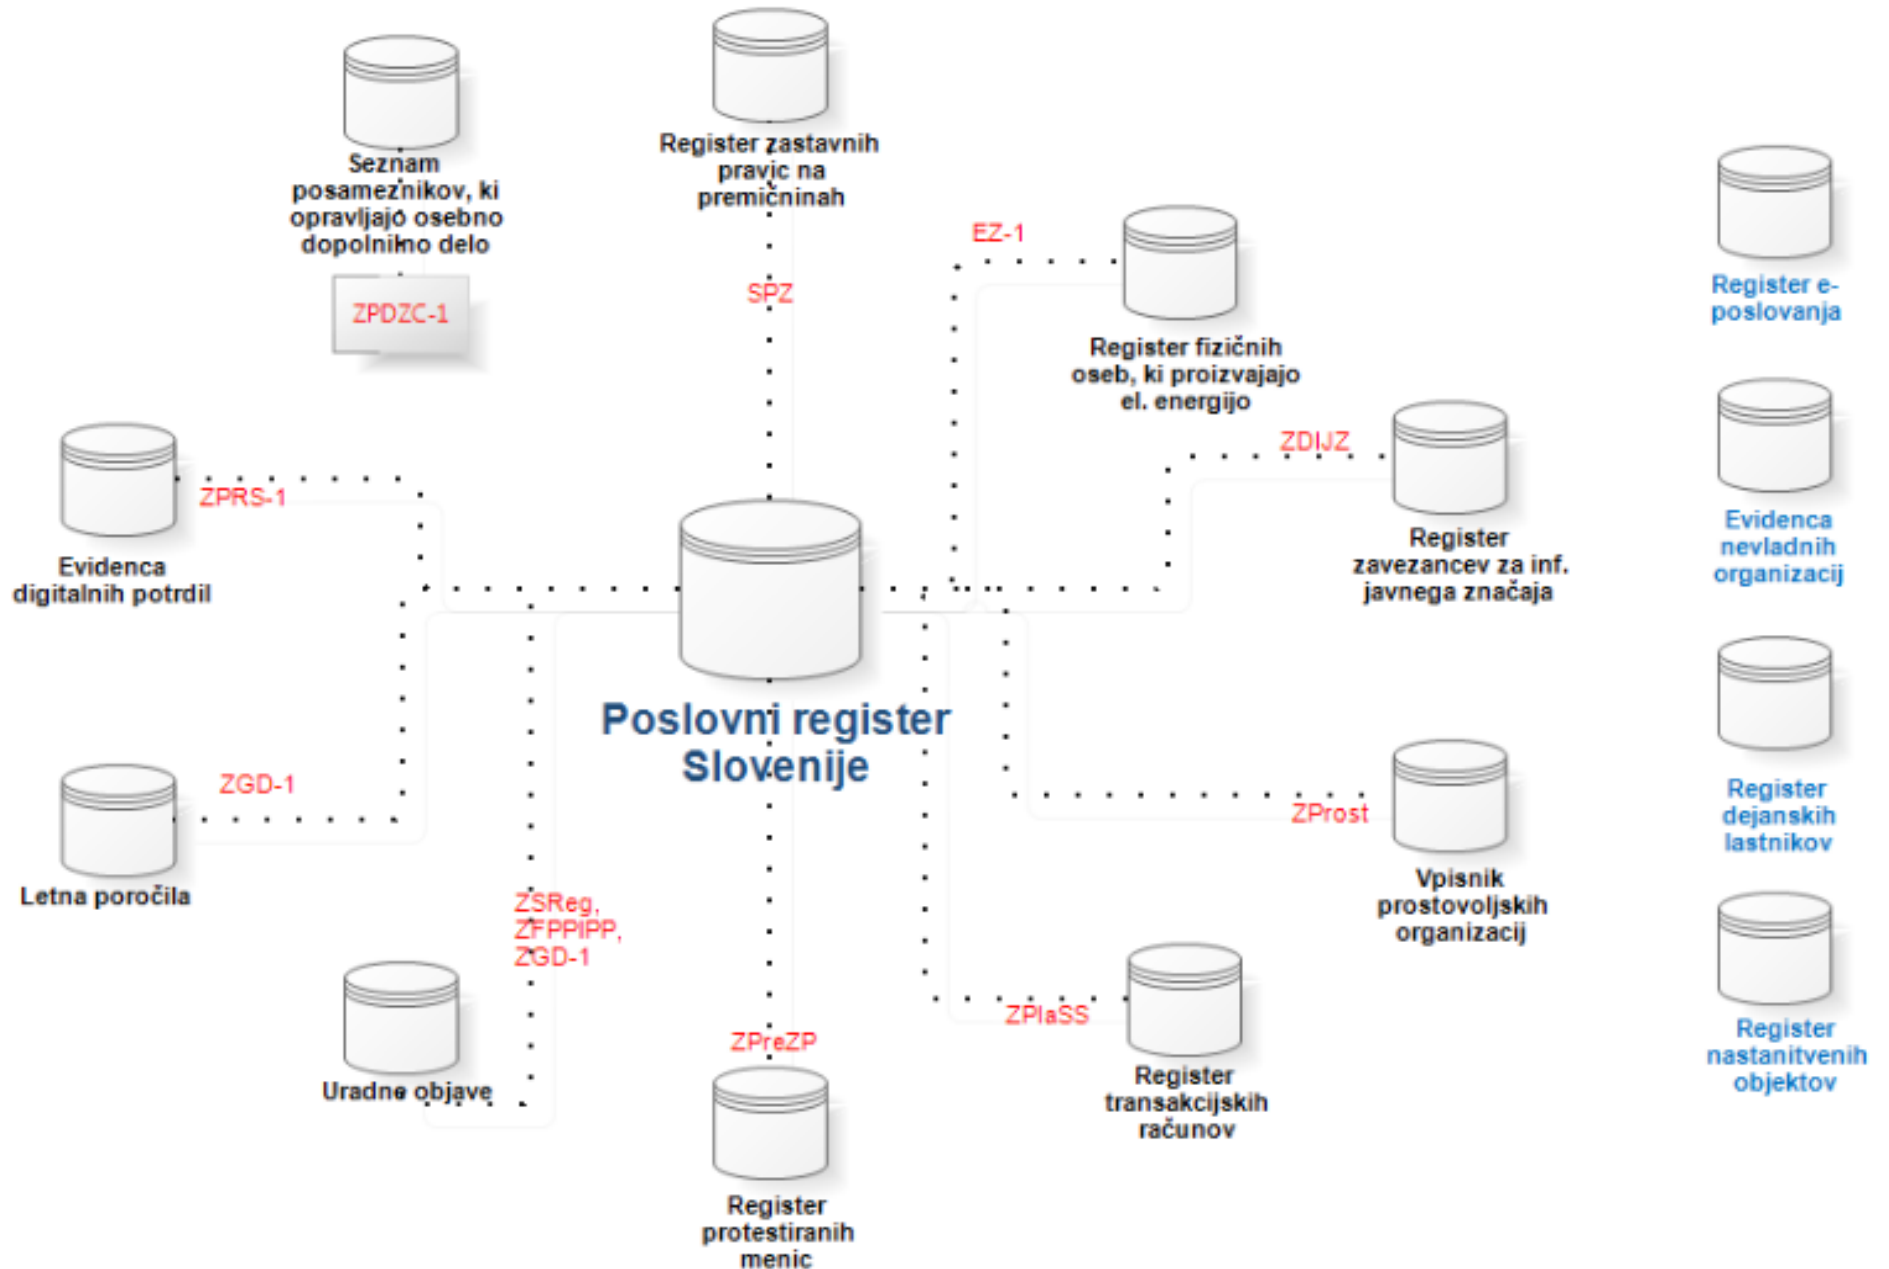 Seznam
posameznikov, ki
opravljajo osebno
dopolnilno delo
ZPDZC-1
Register zastavnih
pravic na
premičninah
SPZ
EZ-1
Register fizičnih
oseb, ki proizvajajo
el. energijo
ZDIJZ
Register
zavezancev za inf.
javnega značaja
ZPRS-1
Evidenca
digitalnih potrdil
Poslovni register
Slovenije
ZGD-1
Letna poročila
ZSReg,
ZFPPIPP,
ZGD-1
Uradne objave
ZPreZP
Register
protestiranih
menic
ZPlaSS
Register
transakcijskih
računov
ZProst
Vpisnik
prostovoljskih
organizacij
Register e-
poslovanja
Evidenca
nevladnih
organizacij
Register
dejanskih
lastnikov
Register
nastanitvenih
objektov